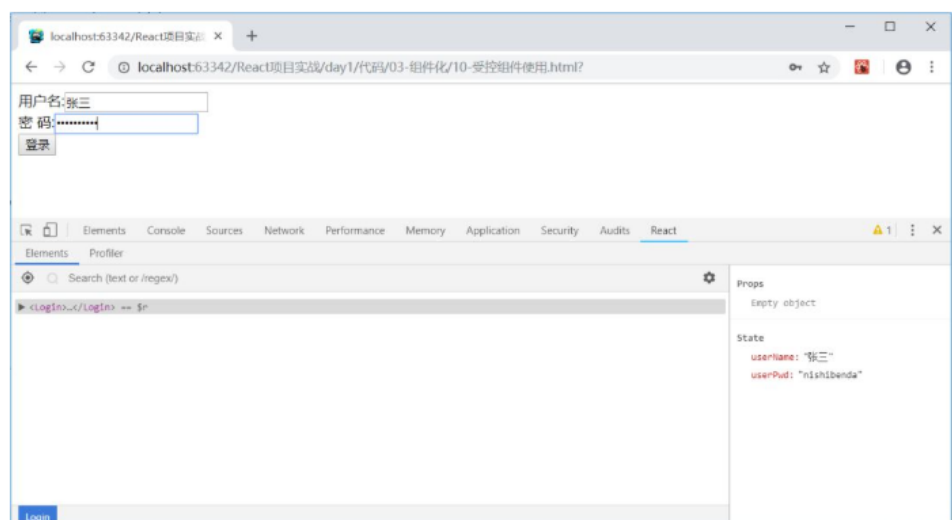 localhost:63342/React项目实
localhost:63342/React项目实战/day1/代码/03-组件化/10-受控组件使用.html?
用户名:张三
密 码:••••••••••
登录
Elements Console Sources Network Performance Memory Application Security Audits React 1
Elements Profiler
Search (text or /regex/)
Props
Empty object
▶ <Login>…</Login> == $r
State
userName: "张三"
userPwd: "nishibenda"
Login